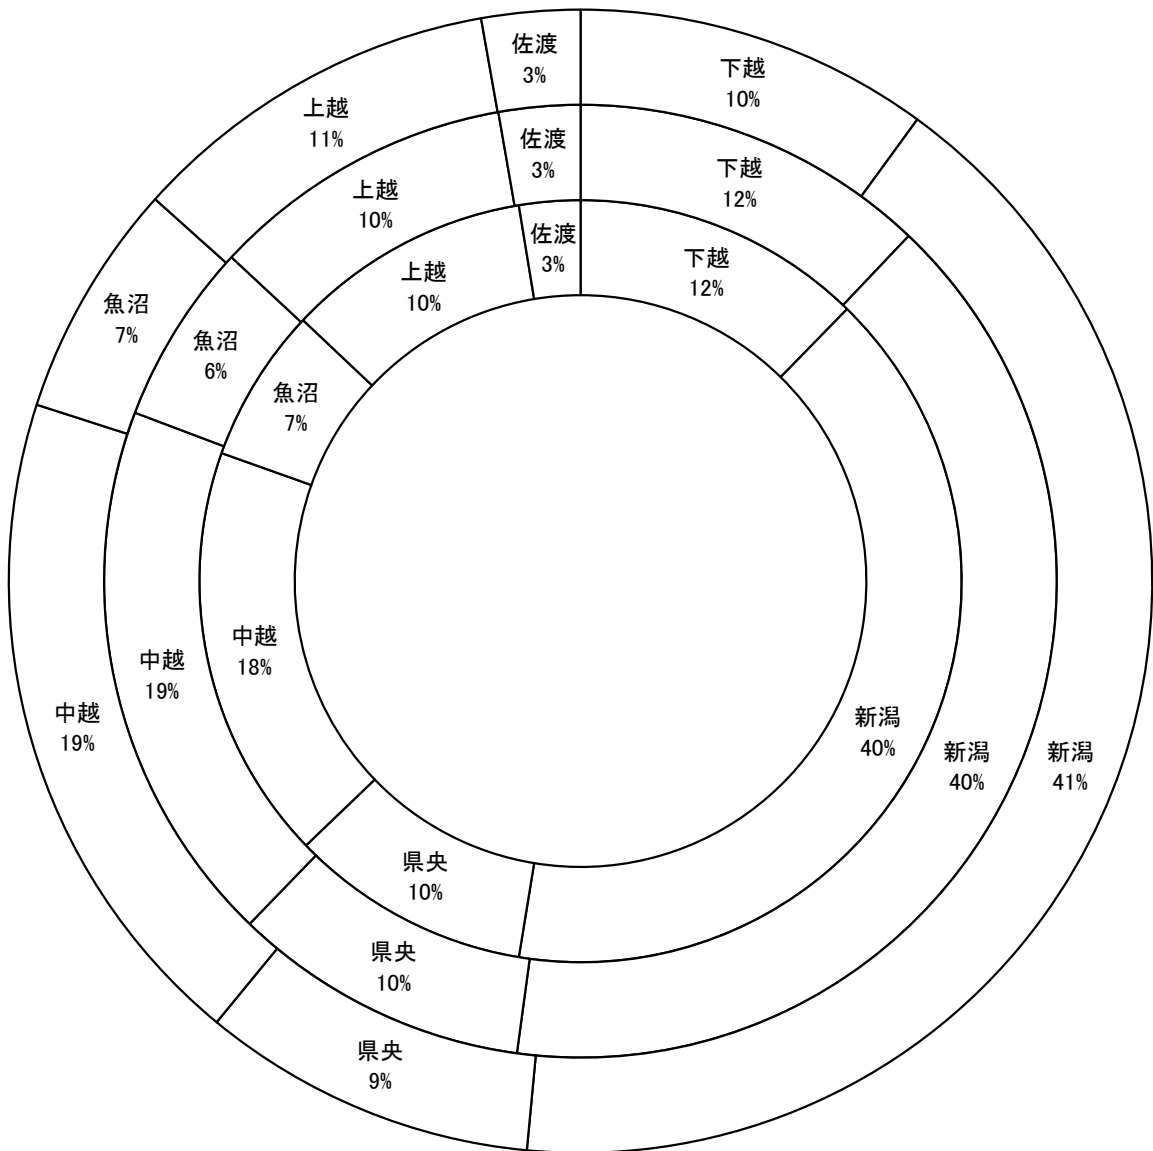 佐渡
3%
下越
10%
上越
11%
佐渡
3%
下越
12%
上越
10%
佐渡
3%
下越
12%
上越
10%
魚沼
7%
魚沼
6%
魚沼
7%
中越
18%
中越
19%
中越
19%
新潟
40%
新潟
40%
新潟
41%
県央
10%
県央
10%
県央
9%